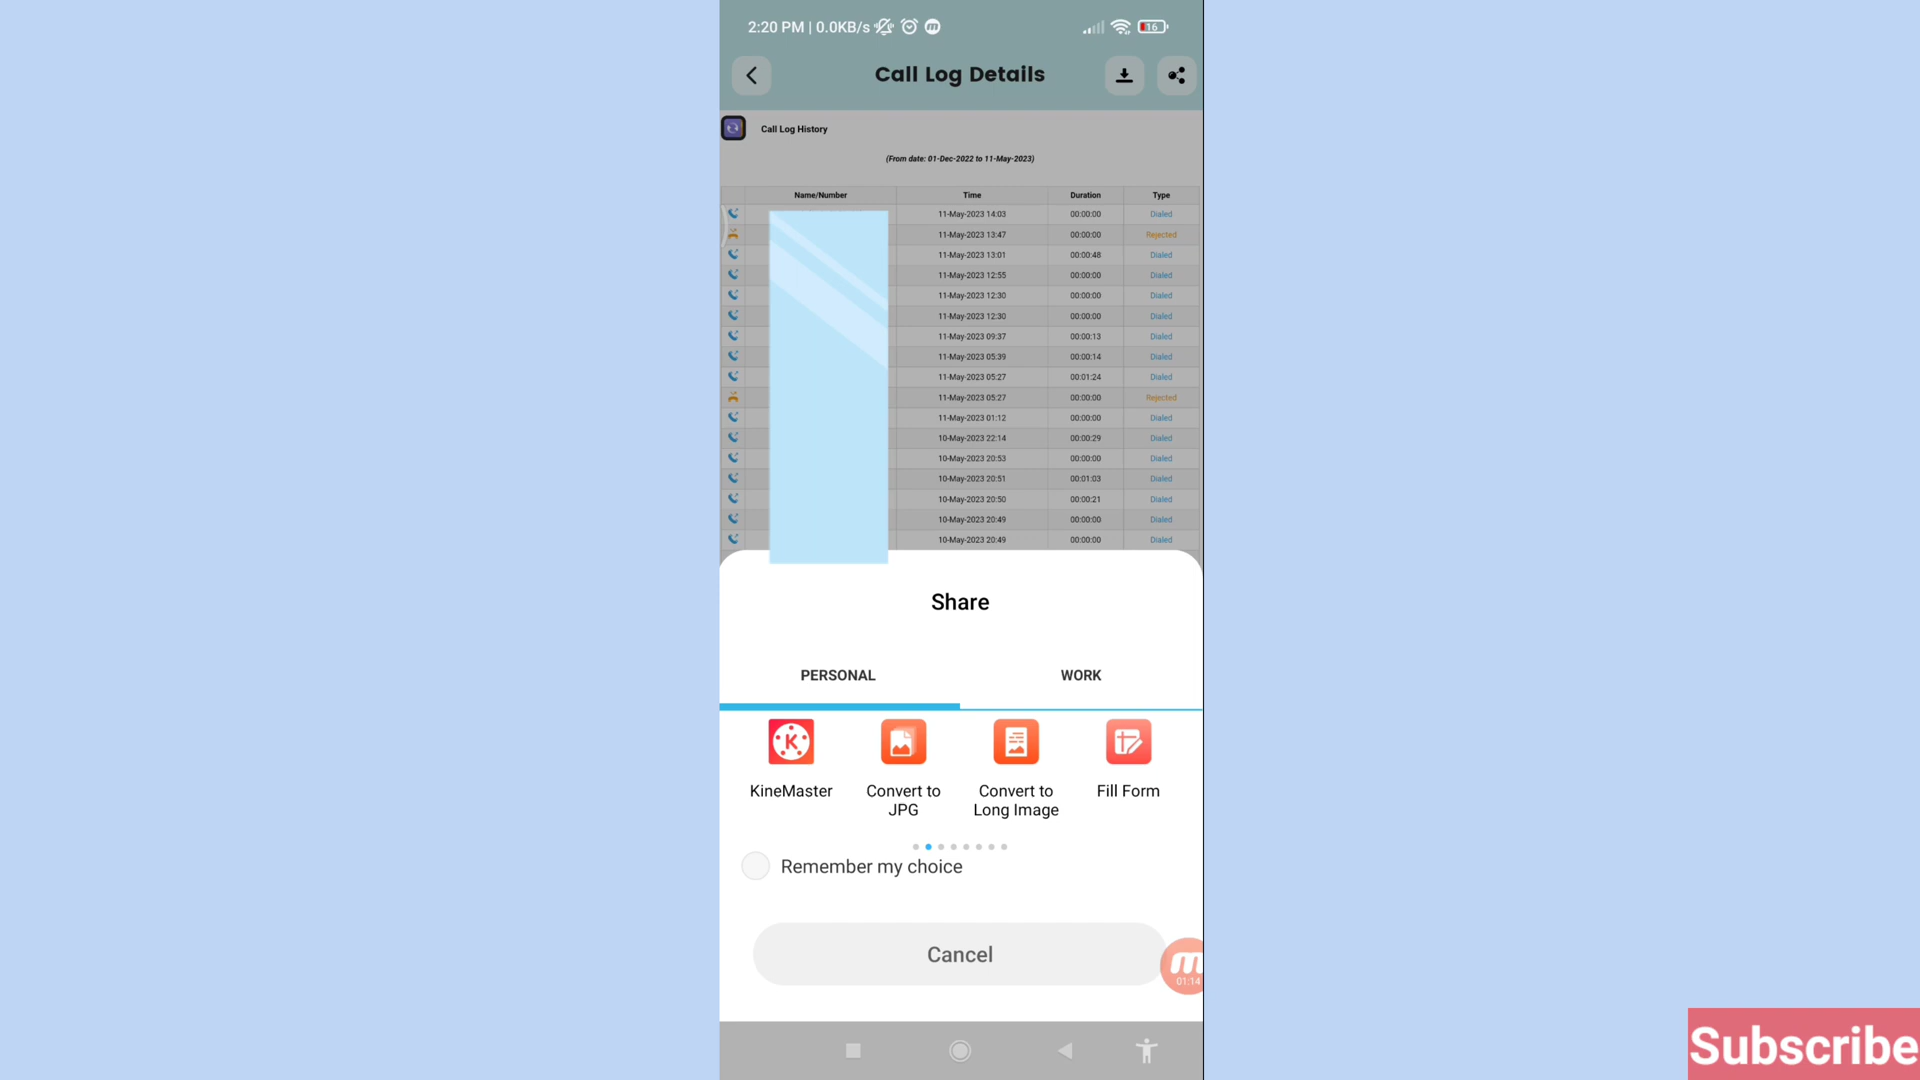 2:20 PM | 0.0KB/s
16
Call Log Details
Call Log History
(From date: 01-Dec-2022 to 11-May-2023)
Name/Number Time Duration Type
11-May-2023 14:03 00:00:00 Dialed
11-May-2023 13:47 00:00:00 Rejected
11-May-2023 13:01 00:00:48 Dialed
11-May-2023 12:55 00:00:00 Dialed
11-May-2023 12:30 00:00:00 Dialed
11-May-2023 12:30 00:00:00 Dialed
11-May-2023 09:37 00:00:13 Dialed
11-May-2023 05:39 00:00:14 Dialed
11-May-2023 05:27 00:01:24 Dialed
11-May-2023 05:27 00:00:00 Rejected
11-May-2023 01:12 00:00:00 Dialed
10-May-2023 22:14 00:00:29 Dialed
10-May-2023 20:53 00:00:00 Dialed
10-May-2023 20:51 00:01:03 Dialed
10-May-2023 20:50 00:00:21 Dialed
10-May-2023 20:49 00:00:00 Dialed
10-May-2023 20:49 00:00:00 Dialed
Share
PERSONAL WORK
K
KineMaster Convert to JPG Convert to Long Image Fill Form
Remember my choice
Cancel
01:14
Subscribe